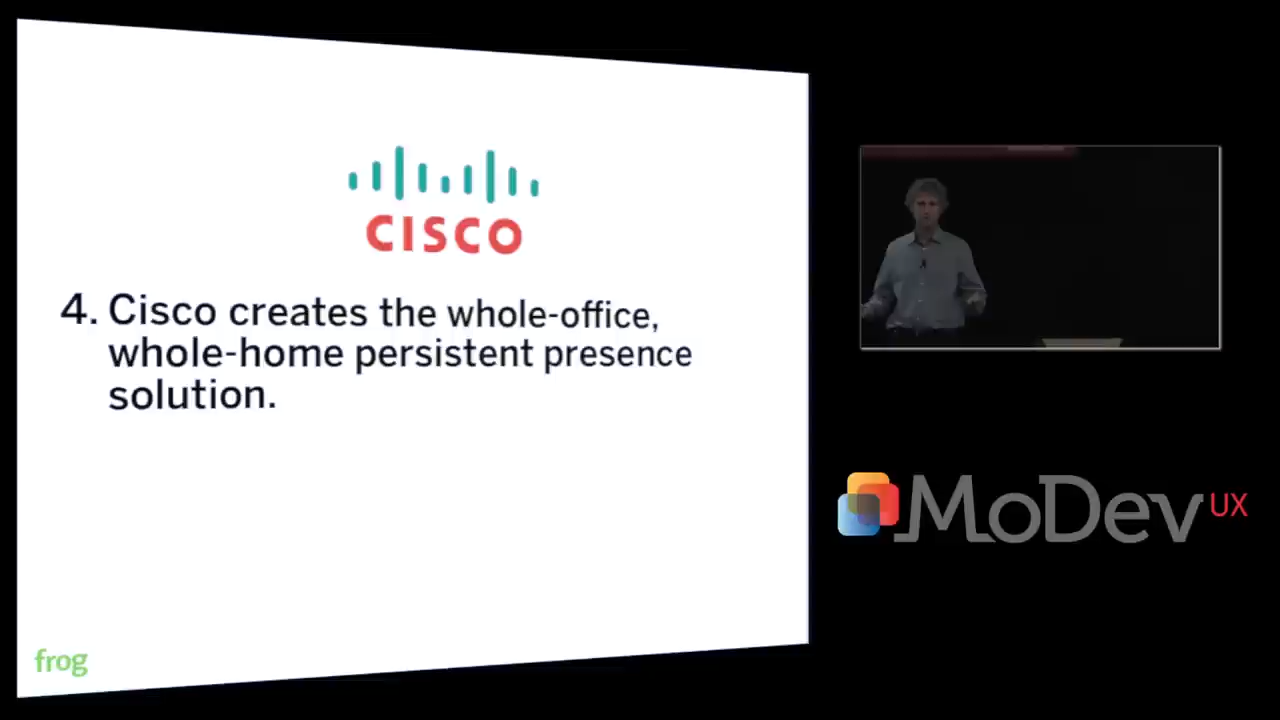 CISCO
4. Cisco creates the whole-office,
whole-home persistent presence
solution.
frog
MoDev UX